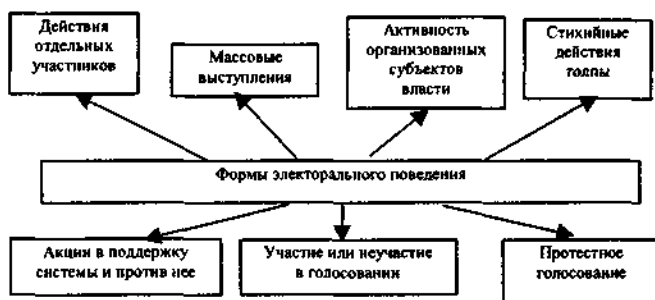 Действия
отдельных
участников
Массовые
выступления
Активность
организованных
субъектов
власти
Стихийные
действия
толпы
Формы электорального поведения
Акции в поддержку
системы и против нее
Участие или неучастие
в голосовании
Протестное
голосование